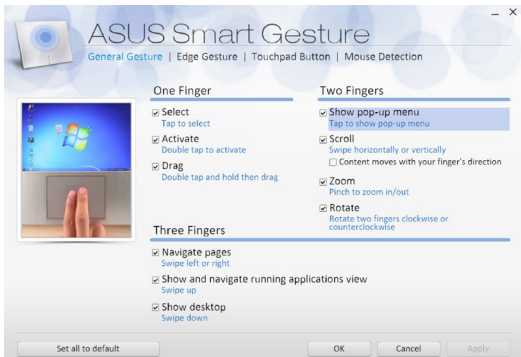 ASUS Smart Gesture
General Gesture | Edge Gesture | Touchpad Button | Mouse Detection
One Finger
Select
Tap to select
Activate
Double tap to activate
Drag
Double tap and hold then drag
Two Fingers
Show pop-up menu
Tap to show pop-up menu
Scroll
Swipe horizontally or vertically
Content moves with your finger's direction
Zoom
Pinch to zoom in/out
Rotate
Rotate two fingers clockwise or
counterclockwise
Three Fingers
Navigate pages
Swipe left or right
Show and navigate running applications view
Swipe up
Show desktop
Swipe down
Set all to default
OK
Cancel
Apply